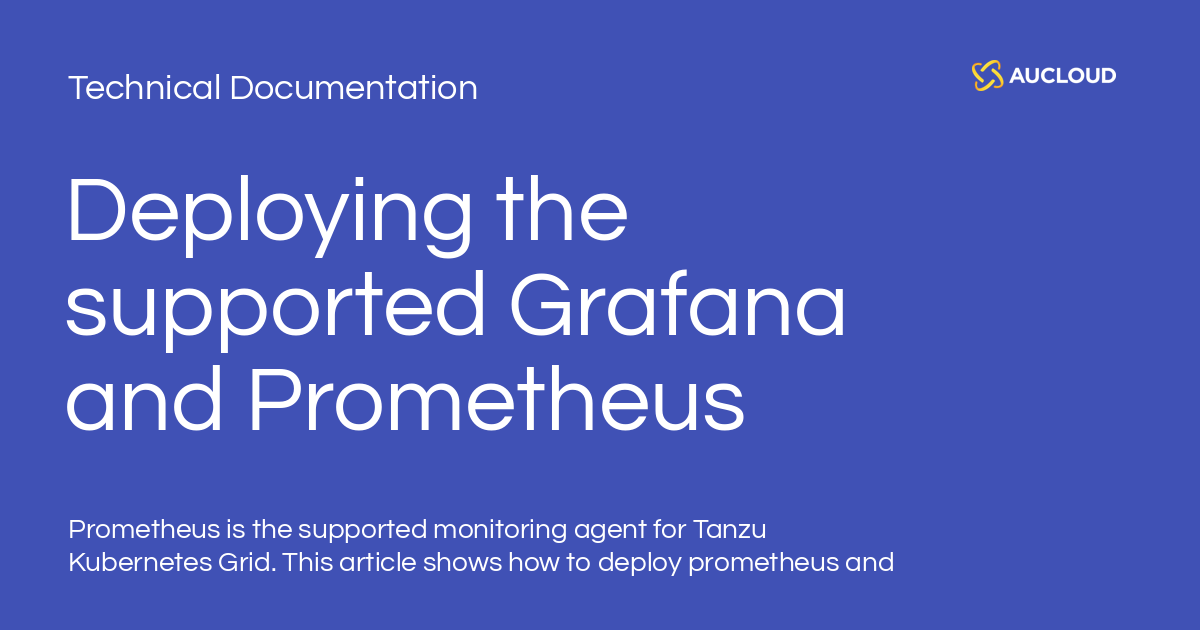 Technical Documentation
AUCLOUD
Deploying the
supported Grafana
and Prometheus
Prometheus is the supported monitoring agent for Tanzu
Kubernetes Grid. This article shows how to deploy prometheus and